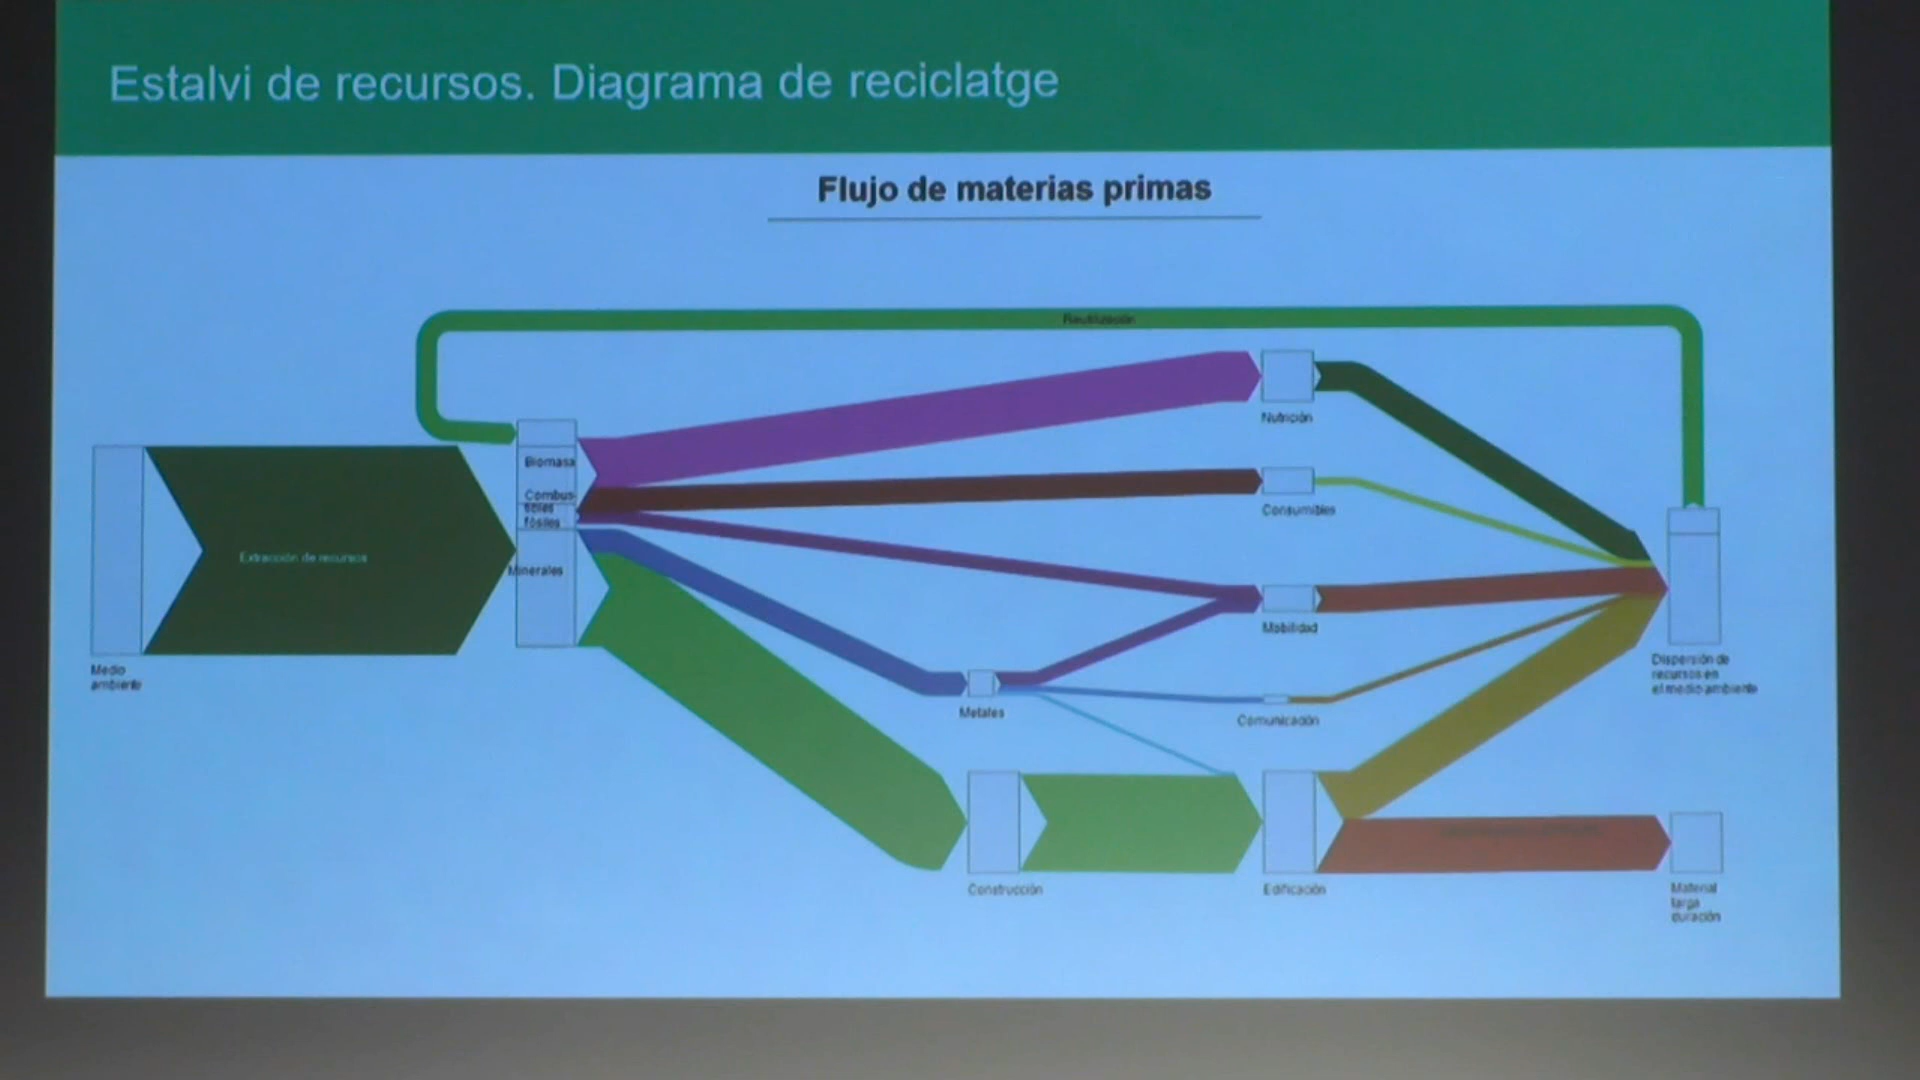 Estalvi de recursos. Diagrama de reciclatge
Flujo de materias primas
Reutilización
Nutrición
Biomasa
Combus-
tibles
fósiles
Consumibles
Extracción de recursos
Minerales
Mobilidad
Medio
ambiente
Dispersión de
recursos en
el medio ambiente
Metales
Comunicación
Construcción
Edificación
Material
larga
duración